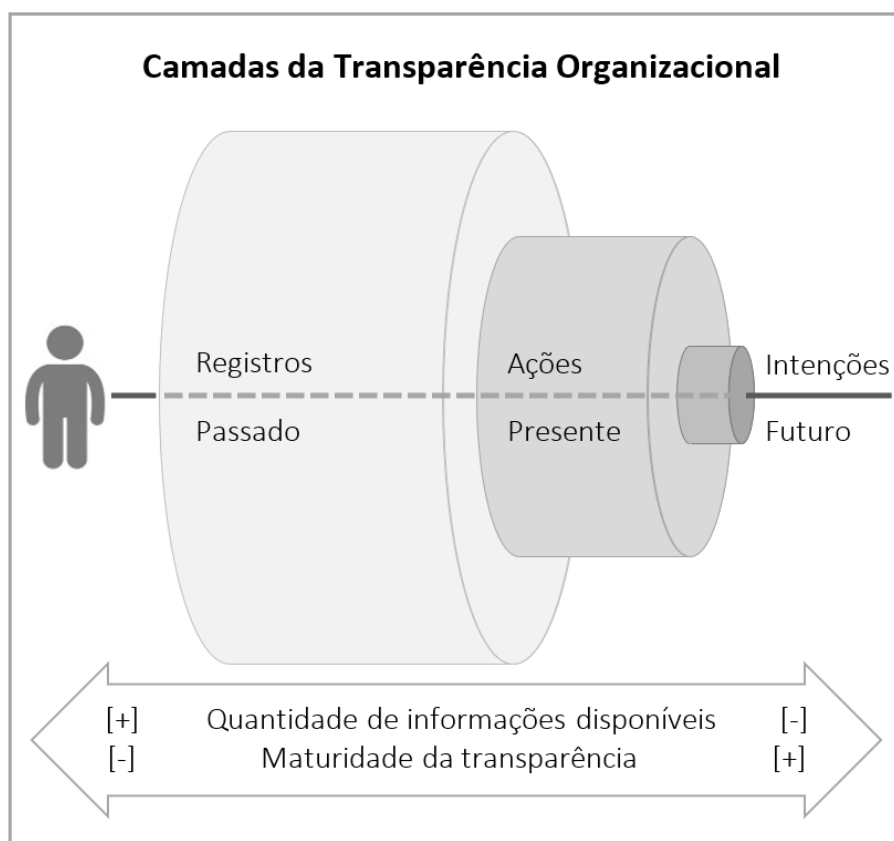 Camadas da Transparência Organizacional
Registros
Ações
Intenções
Passado
Presente
Futuro
[+] Quantidade de informações disponíveis [-]
[-] Maturidade da transparência [+]